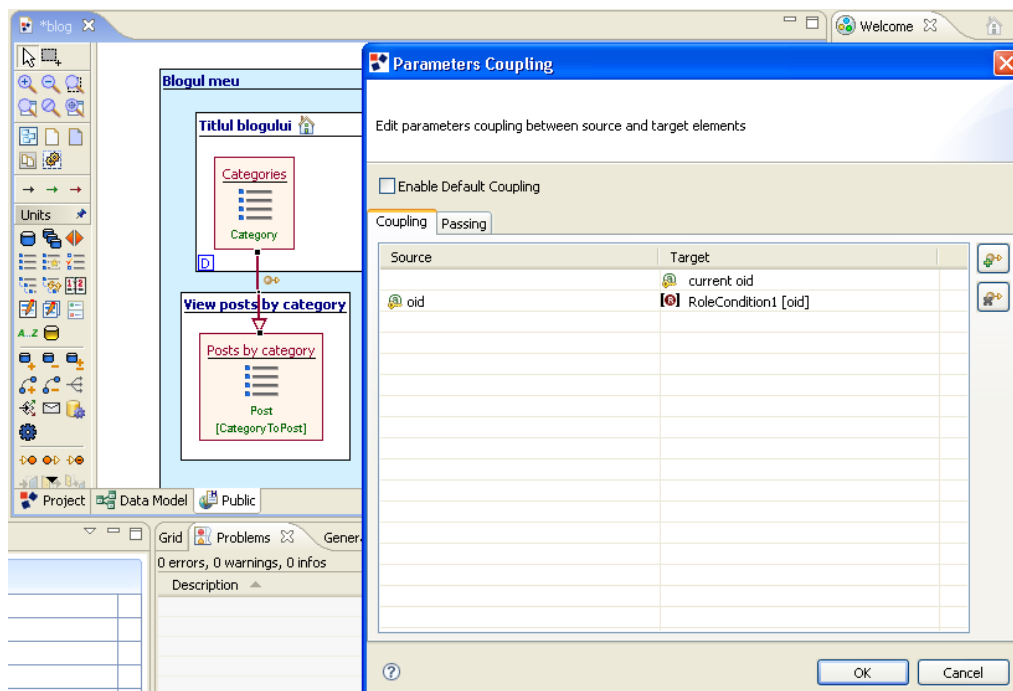 *blog
Welcome
Blogul meu
Titlul blogului
Categories
Category
D
View posts by category
Posts by category
Post
[CategoryToPost]
Units
A..Z
Project
Data Model
Public
Grid
Problems
Gener
0 errors, 0 warnings, 0 infos
Description
Parameters Coupling
Edit parameters coupling between source and target elements
Enable Default Coupling
Coupling
Passing
Source
Target
current oid
oid
RoleCondition1 [oid]
OK
Cancel